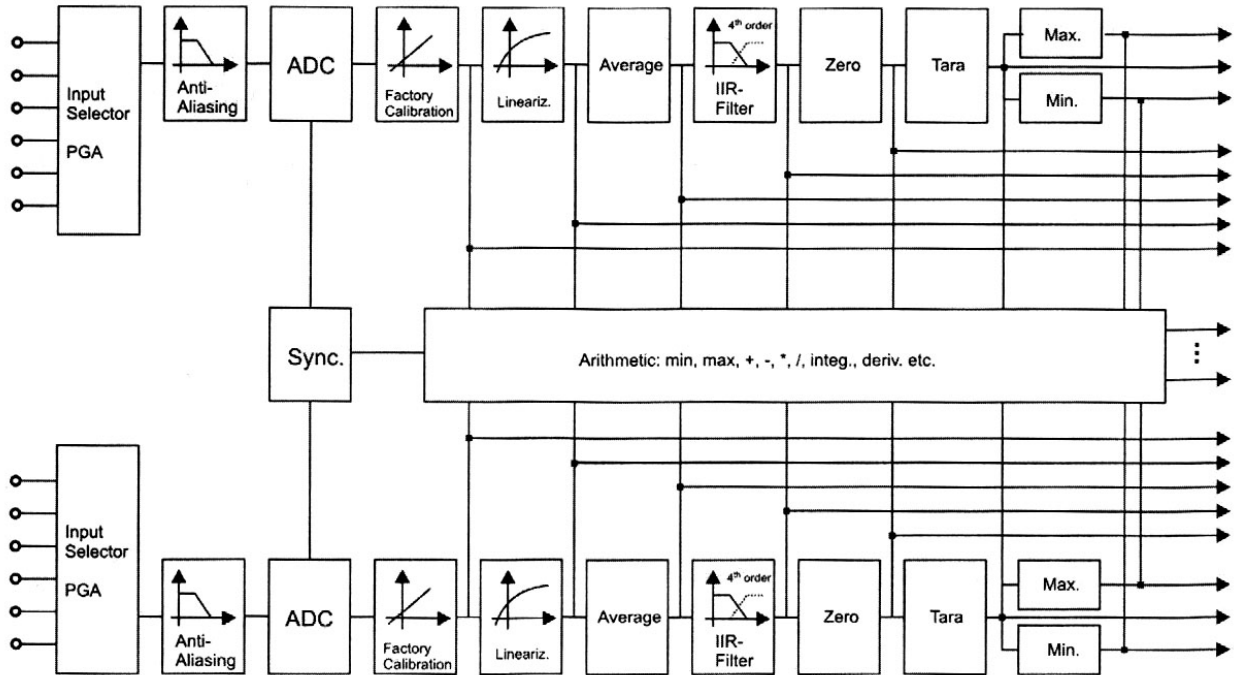 Input
Selector
PGA
Anti-
Aliasing
ADC
Factory
Calibration
Lineariz.
Average
4th order
IIR-
Filter
Zero
Tara
Max.
Min.
Sync.
Arithmetic: min, max, +, -, *, /, integ., deriv. etc.
Input
Selector
PGA
Anti-
Aliasing
ADC
Factory
Calibration
Lineariz.
Average
4th order
IIR-
Filter
Zero
Tara
Max.
Min.